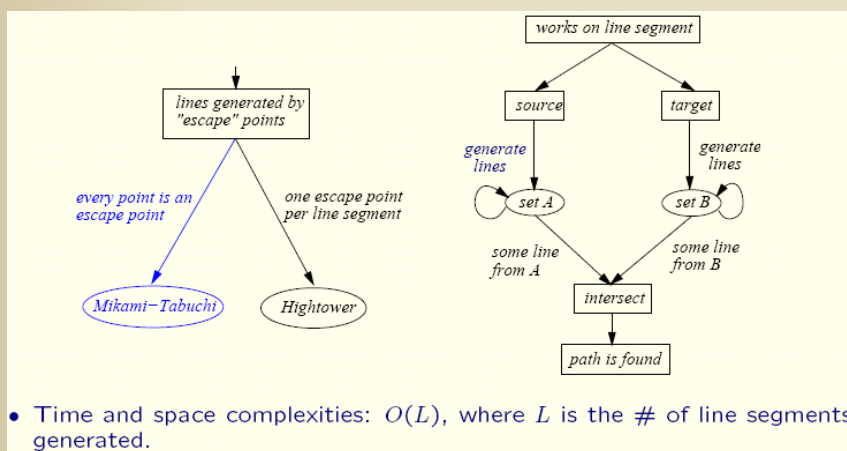 lines generated by
"escape" points
every point is an
escape point
one escape point
per line segment
Mikami−Tabuchi
Hightower
works on line segment
source
target
generate
lines
generate
lines
set A
set B
some line
from A
some line
from B
intersect
path is found
• Time and space complexities: O(L), where L is the # of line segments
generated.